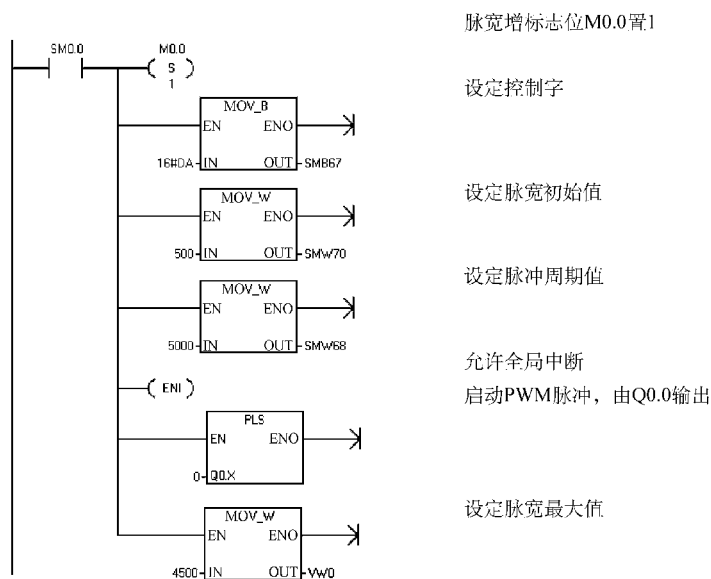 脉宽增标志位M0.0置1
SM0.0
M0.0
S
1
设定控制字
MOV_B
EN ENO
16#DA IN OUT SMB67
设定脉宽初始值
MOV_W
EN ENO
500 IN OUT SMW70
设定脉冲周期值
MOV_W
EN ENO
5000 IN OUT SMW68
允许全局中断
ENI
启动PWM脉冲，由Q0.0输出
PLS
EN ENO
0 Q0.X
设定脉宽最大值
MOV_W
EN ENO
4500 IN OUT VW0